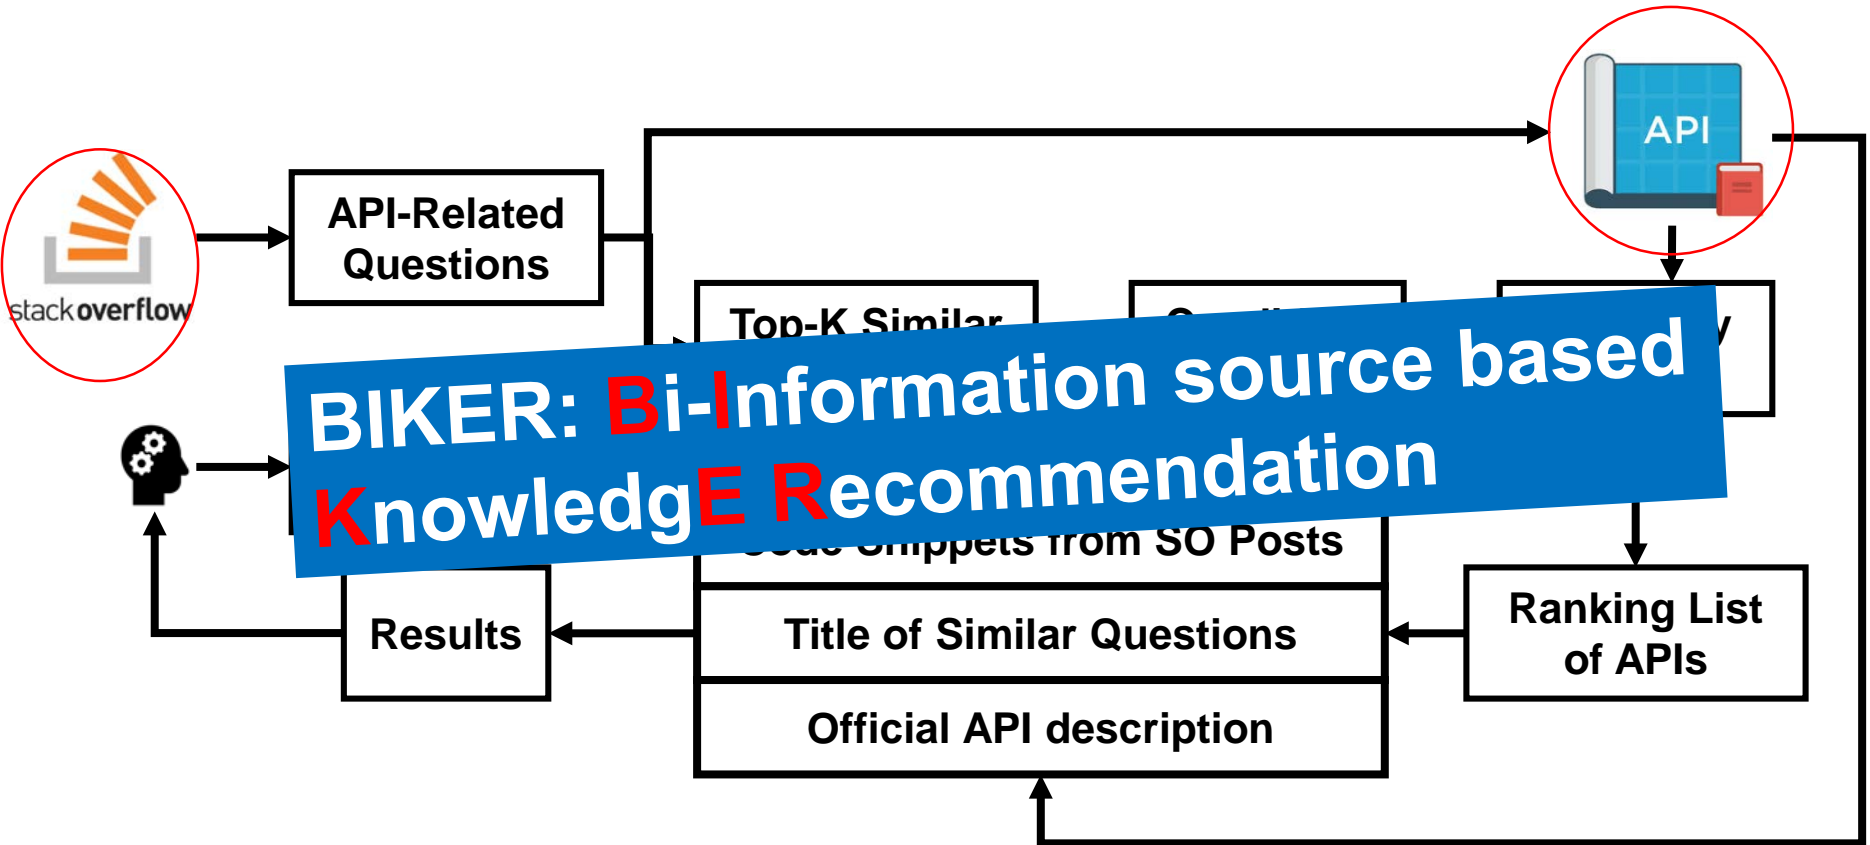 API
stackoverflow
API-Related
Questions
Top-K Similar
BIKER: Bi-Information source based
KnowledgE Recommendation
Code Snippets from SO Posts
Results
Title of Similar Questions
Ranking List
of APIs
Official API description